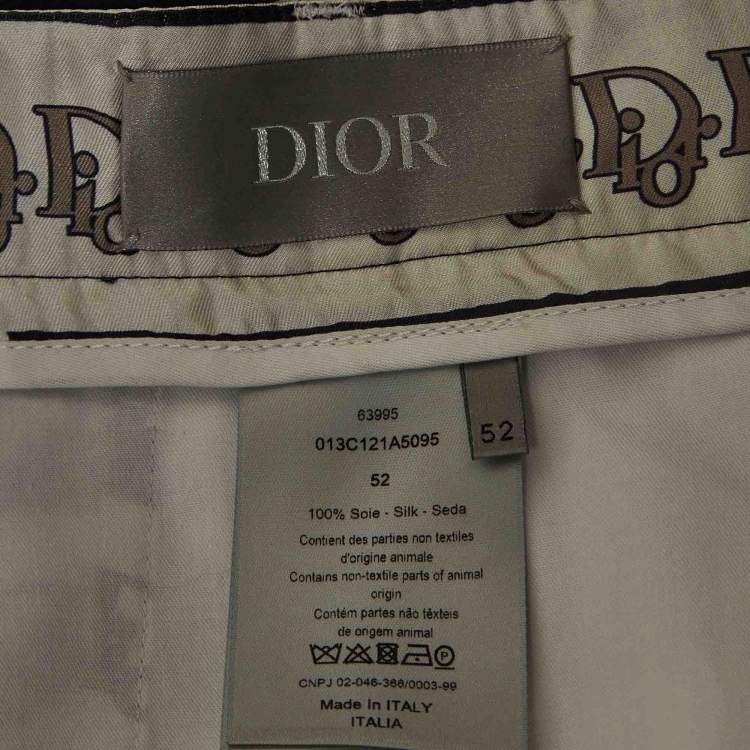 DIOR
Dior
Dior
52
63995
013C121A5095
52
100% Soie - Silk - Seda
Contient des parties non textiles
d'origine animale
Contains non-textile parts of animal
origin
Contém partes não têxteis
de origem animal
P
CNPJ 02-046-366/0003-99
Made In ITALY
ITALIA